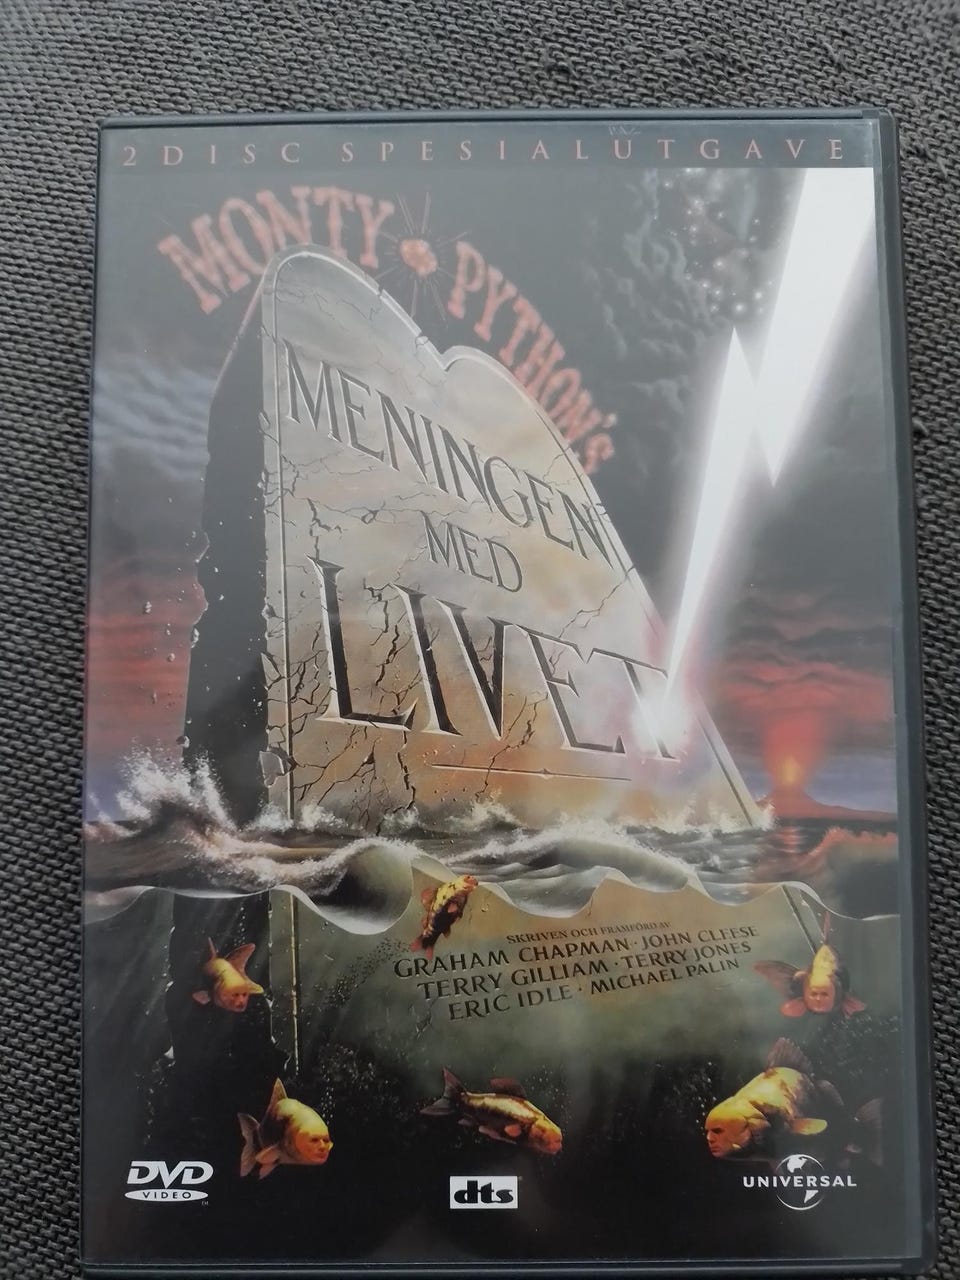 2 DISC SPESIALUTGAVE
MONTY PYTHON'S
MENINGEN
MED
LIVET
SKRIVEN OCH FRAMFÖRD AV
GRAHAM CHAPMAN · JOHN CLEESE
TERRY GILLIAM · TERRY JONES
ERIC IDLE · MICHAEL PALIN
DVD
VIDEO
dts
UNIVERSAL